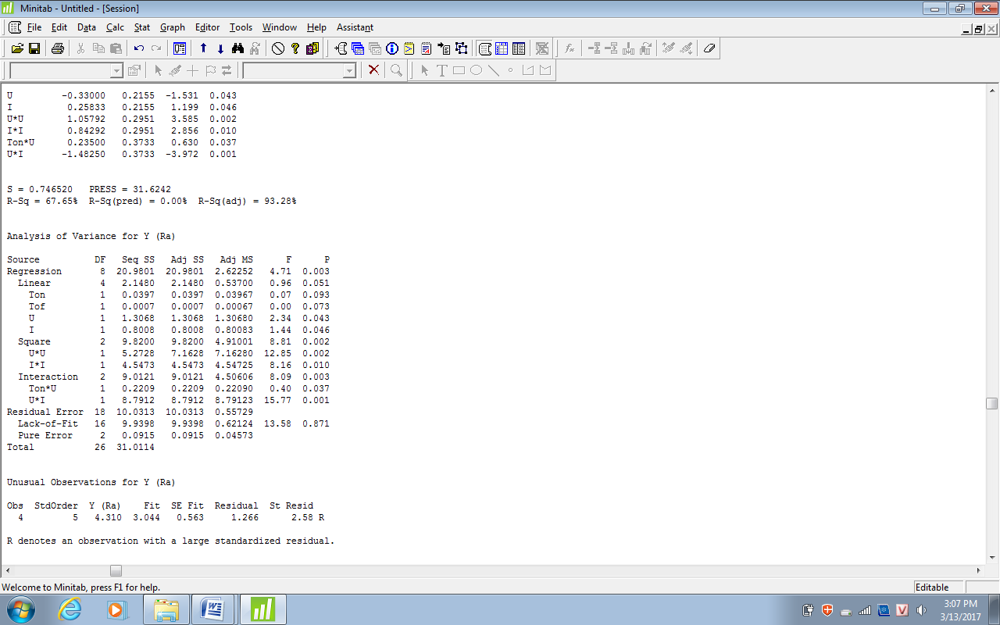 Minitab - Untitled - [Session]
File Edit Data Calc Stat Graph Editor Tools Window Help Assistant
U -0.33000 0.2155 -1.531 0.043
I 0.25833 0.2155 1.199 0.046
U*U 1.05792 0.2951 3.585 0.002
I*I 0.84292 0.2951 2.856 0.010
Ton*U 0.23500 0.3733 0.630 0.037
U*I -1.48250 0.3733 -3.972 0.001
S = 0.746520 PRESS = 31.6242
R-Sq = 67.65% R-Sq(pred) = 0.00% R-Sq(adj) = 93.28%
Analysis of Variance for Y (Ra)
Source DF Seq SS Adj SS Adj MS F P
Regression 8 20.9801 20.9801 2.62252 4.71 0.003
Linear 4 2.1480 2.1480 0.53700 0.96 0.051
Ton 1 0.0397 0.0397 0.03967 0.07 0.093
Tof 1 0.0007 0.0007 0.00067 0.00 0.073
U 1 1.3068 1.3068 1.30680 2.34 0.043
I 1 0.8008 0.8008 0.80083 1.44 0.046
Square 2 9.8200 9.8200 4.91001 8.81 0.002
U*U 1 5.2728 7.1628 7.16280 12.85 0.002
I*I 1 4.5473 4.5473 4.54725 8.16 0.010
Interaction 2 9.0121 9.0121 4.50606 8.09 0.003
Ton*U 1 0.2209 0.2209 0.22090 0.40 0.037
U*I 1 8.7912 8.7912 8.79123 15.77 0.001
Residual Error 18 10.0313 10.0313 0.55729
Lack-of-Fit 16 9.9398 9.9398 0.62124 13.58 0.871
Pure Error 2 0.0915 0.0915 0.04573
Total 26 31.0114
Unusual Observations for Y (Ra)
Obs StdOrder Y (Ra) Fit SE Fit Residual St Resid
4 5 4.310 3.044 0.563 1.266 2.58 R
R denotes an observation with a large standardized residual.
Welcome to Minitab, press F1 for help.
Editable
3:07 PM
3/13/2017